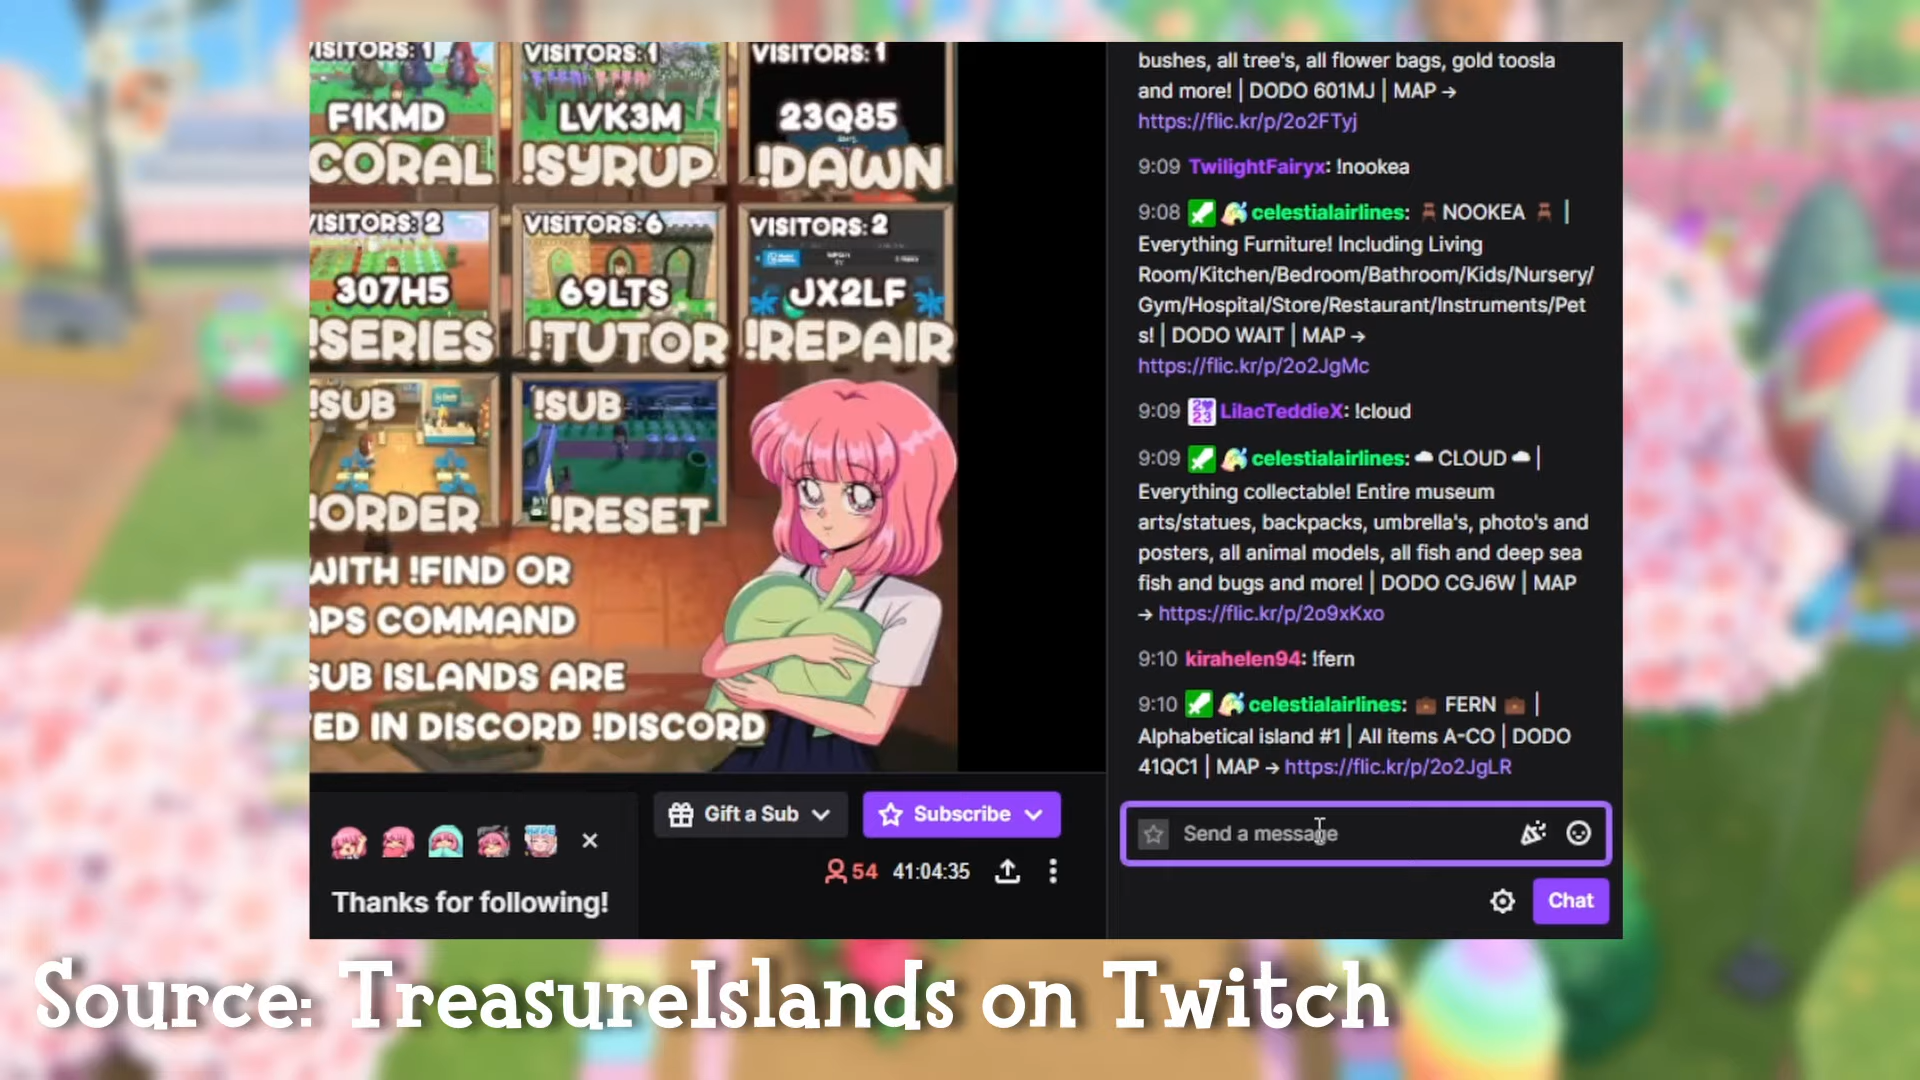 VISITORS: 1
F1KMD
CORAL
VISITORS: 1
LVK3M
!SYRUP
VISITORS: 1
23Q85
!DAWN
VISITORS: 2
307H5
!SERIES
VISITORS: 6
69LTS
!TUTOR
VISITORS: 2
JX2LF
!REPAIR
!SUB
!ORDER
!SUB
!RESET
WITH !FIND OR
APS COMMAND
SUB ISLANDS ARE
ED IN DISCORD !DISCORD
Gift a Sub
Subscribe
54 41:04:35
Thanks for following!
bushes, all tree's, all flower bags, gold toosla
and more! | DODO 601MJ | MAP →
https://flic.kr/p/2o2FTyj
9:09 TwilightFairyx: !nookea
9:08 celestialairlines: NOOKEA |
Everything Furniture! Including Living
Room/Kitchen/Bedroom/Bathroom/Kids/Nursery/
Gym/Hospital/Store/Restaurant/Instruments/Pet
s! | DODO WAIT | MAP →
https://flic.kr/p/2o2JgMc
9:09 LilacTeddieX: !cloud
9:09 celestialairlines: CLOUD |
Everything collectable! Entire museum
arts/statues, backpacks, umbrella's, photo's and
posters, all animal models, all fish and deep sea
fish and bugs and more! | DODO CGJ6W | MAP
→ https://flic.kr/p/2o9xKxo
9:10 kirahelen94: !fern
9:10 celestialairlines: FERN |
Alphabetical island #1 | All items A-CO | DODO
41QC1 | MAP → https://flic.kr/p/2o2JgLR
Send a message
Chat
Source: TreasureIslands on Twitch